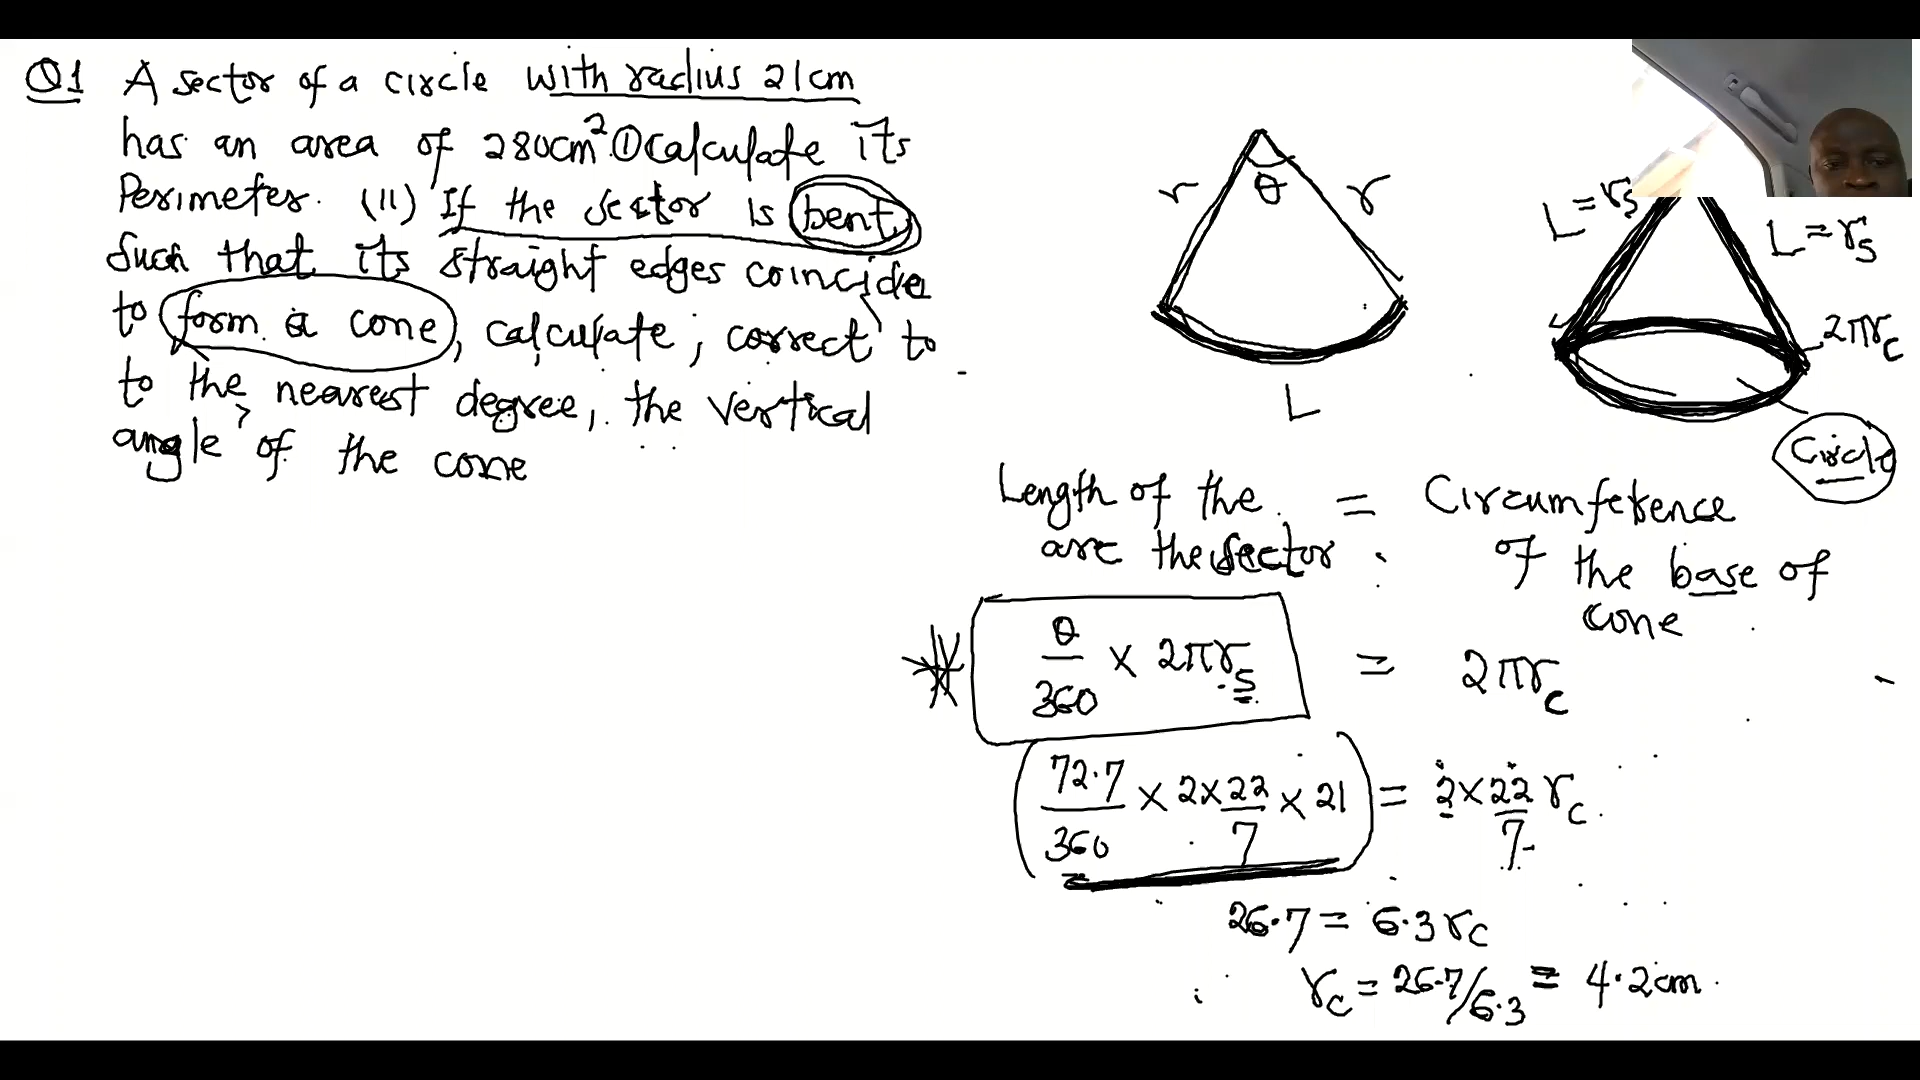 Q1 A sector of a circle with radius 21cm
has an area of 280cm² ① calculate its
Perimeter. (11) If the sector is bent
Such that its straight edges coincide
to form a cone, calculate, correct to
to the nearest degree, the vertical
angle of the cone
θ
r
r
L
L = rs
L = rs
2πrc
Circle
Length of the = Circumference
arc the sector of the base of
cone
θ/360 × 2πrs = 2πrc
72.7/360 × 2×22/7 × 21 = 2×22/7 rc
26.7 = 6.3rc
rc = 26.7/6.3 = 4.2cm